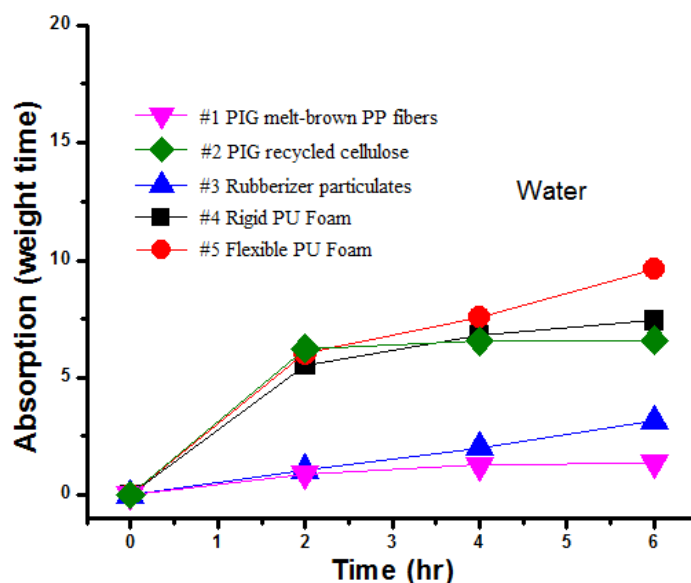 20
15
10
5
0
Absorption (weight time)
#1 PIG melt-brown PP fibers
#2 PIG recycled cellulose
#3 Rubberizer particulates
#4 Rigid PU Foam
#5 Flexible PU Foam
Water
0 1 2 3 4 5 6
Time (hr)